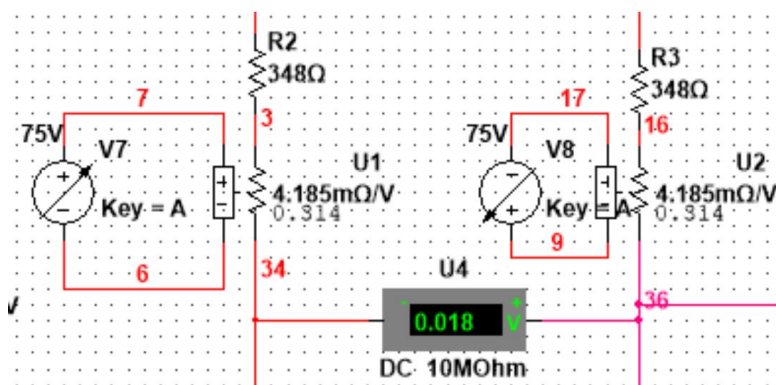 R2
348Ω
R3
348Ω
7
17
3
16
75V
V7
75V
V8
U1
U2
+
-
+
-
-
+
+
-
4.185mΩ/V
4.185mΩ/V
Key = A
Key = A
0.314
0.314
6
9
34
U4
36
-
+
0.018
V
DC 10MOhm